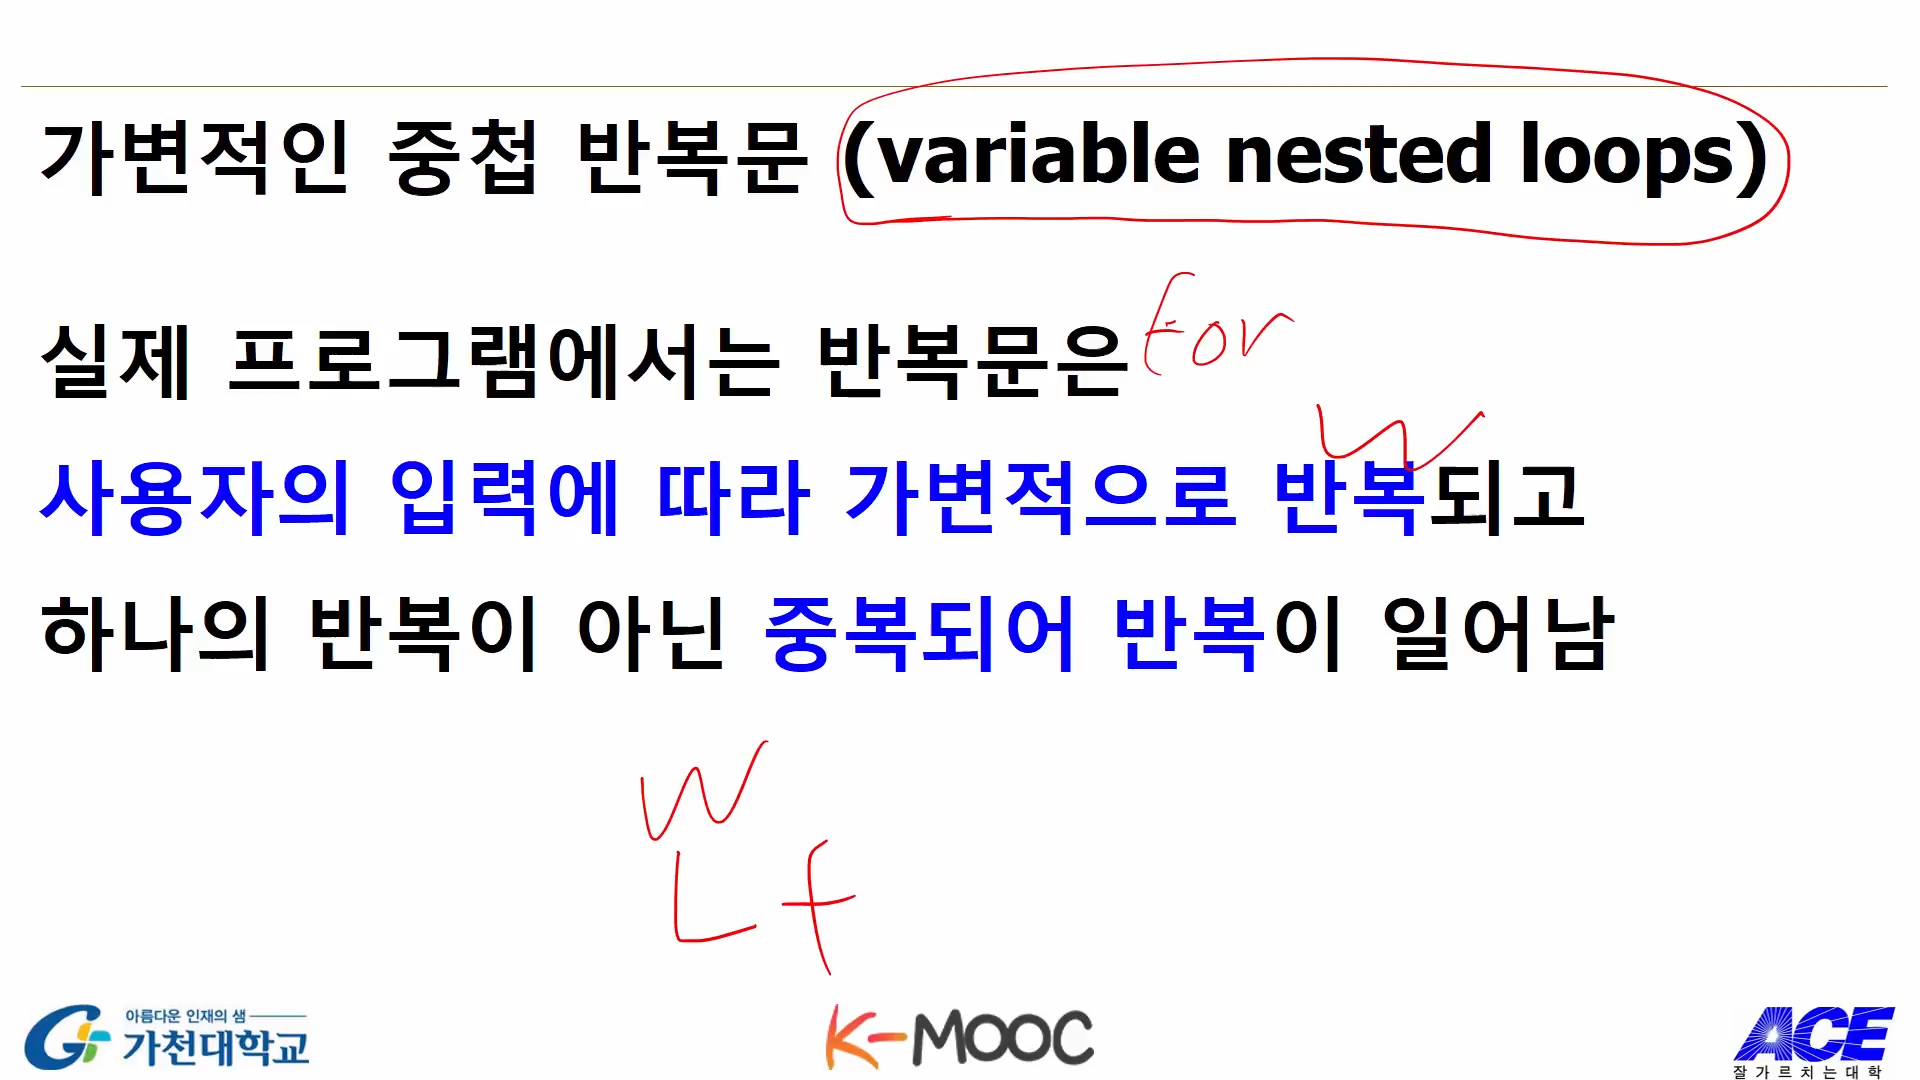 가변적인 중첩 반복문 (variable nested loops)
실제 프로그램에서는 반복문은 for
w
사용자의 입력에 따라 가변적으로 반복되고
하나의 반복이 아닌 중복되어 반복이 일어남
w
f
아름다운 인재의 샘
가천대학교
K-MOOC
ACE
잘가르치는대학